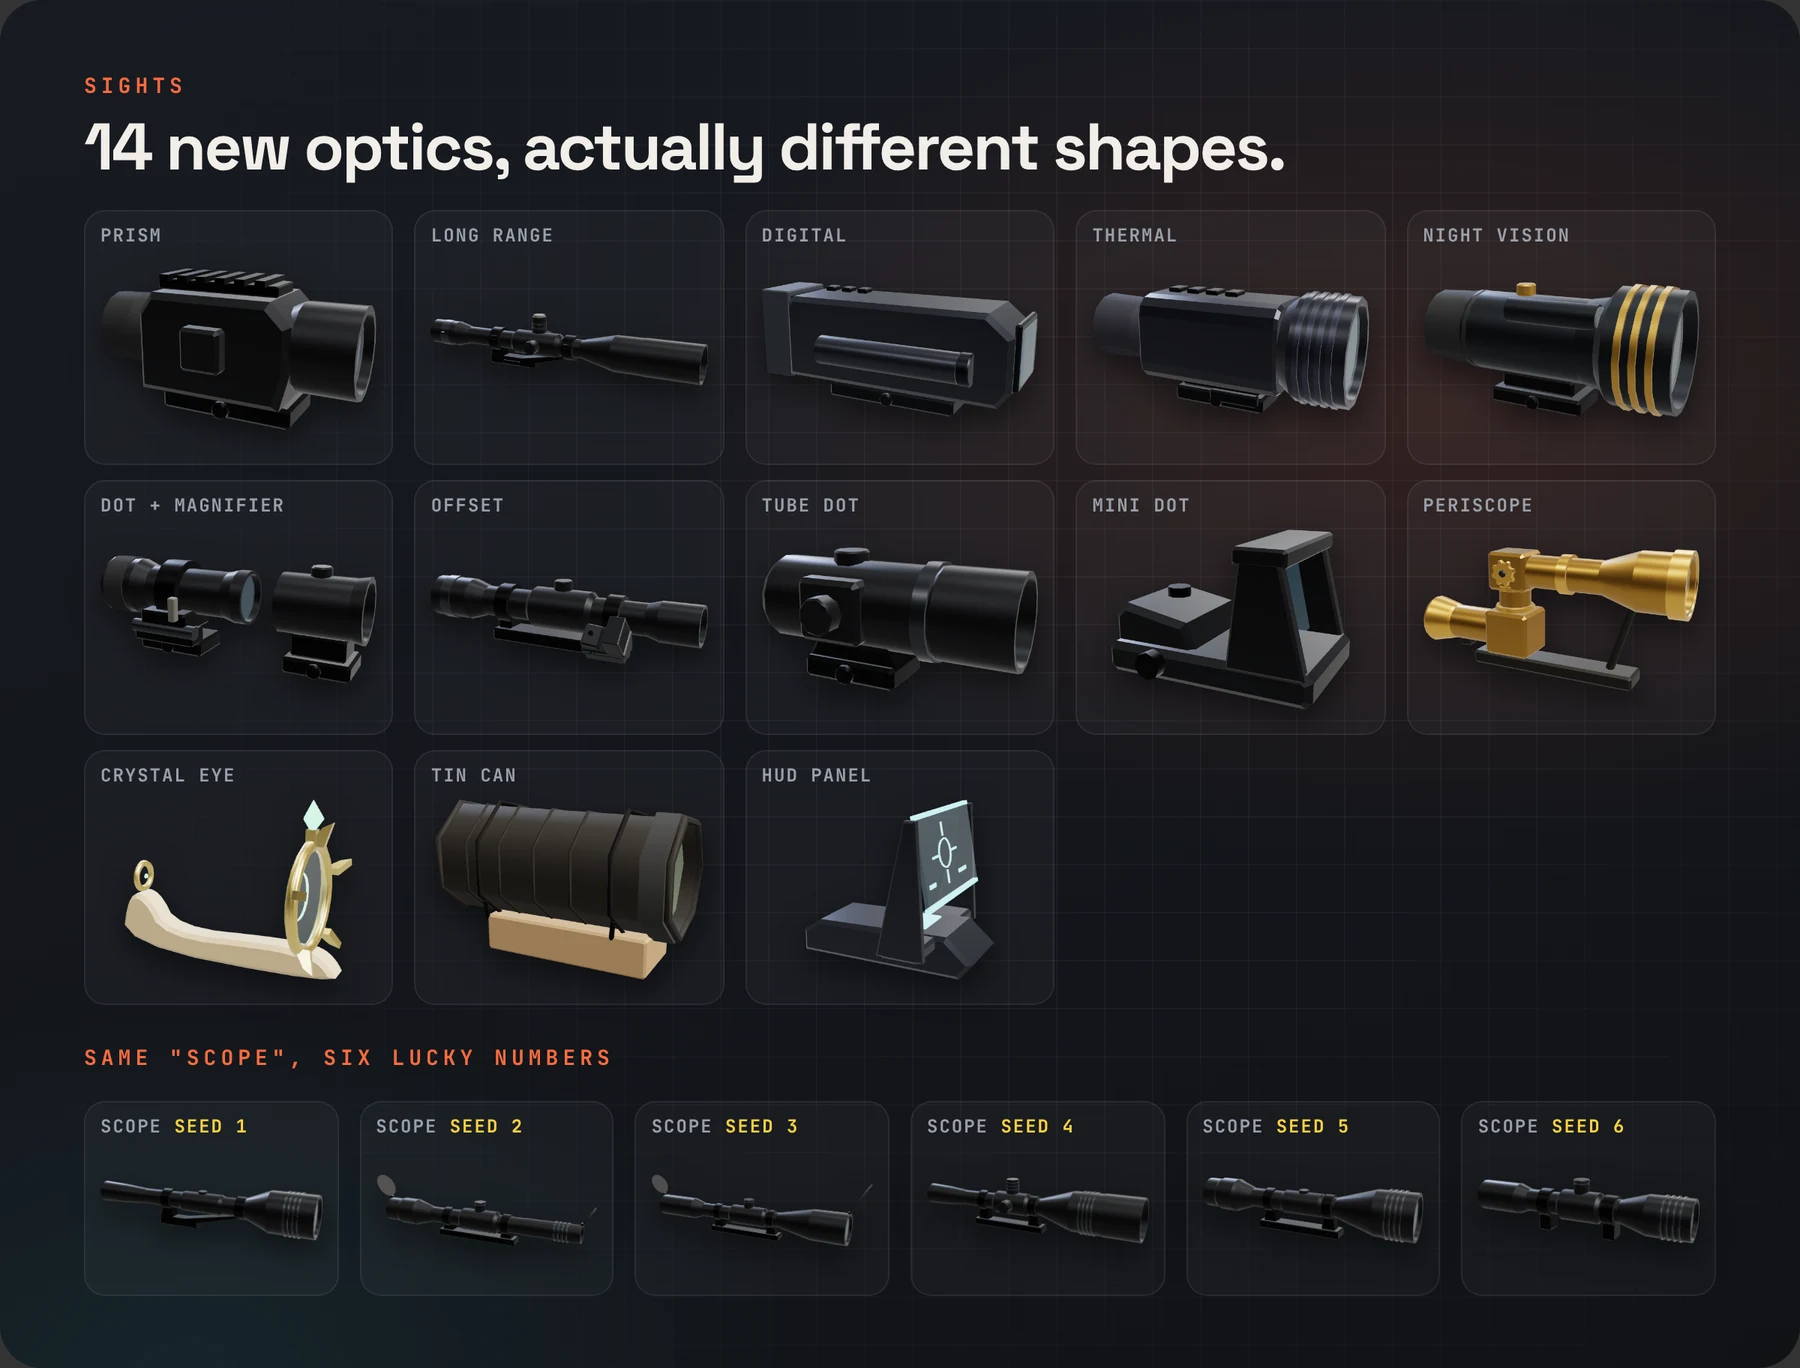 SIGHTS
14 new optics, actually different shapes.
PRISM
LONG RANGE
DIGITAL
THERMAL
NIGHT VISION
DOT + MAGNIFIER
OFFSET
TUBE DOT
MINI DOT
PERISCOPE
CRYSTAL EYE
TIN CAN
HUD PANEL
SAME "SCOPE", SIX LUCKY NUMBERS
SCOPE SEED 1
SCOPE SEED 2
SCOPE SEED 3
SCOPE SEED 4
SCOPE SEED 5
SCOPE SEED 6